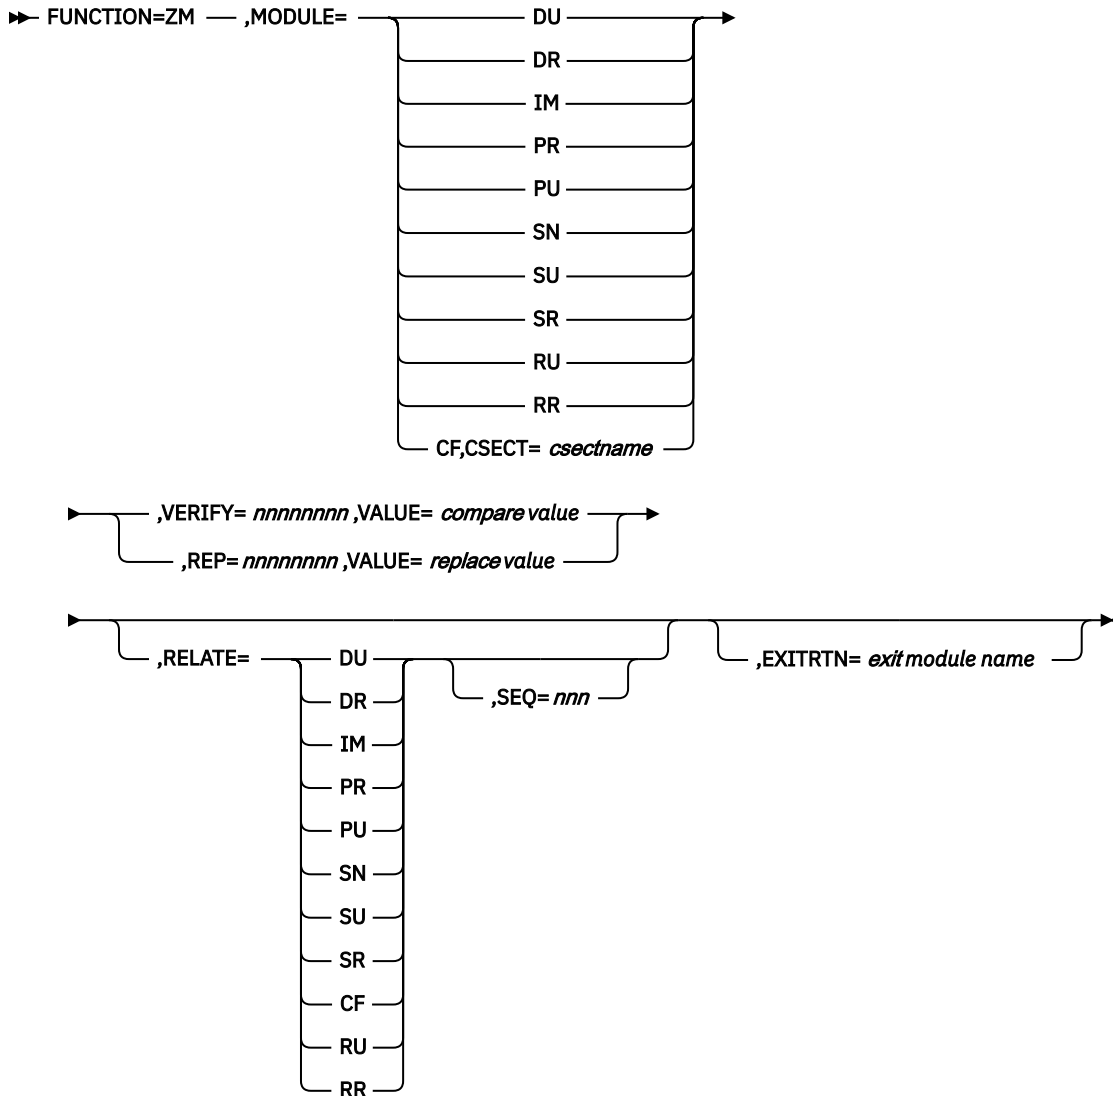 FUNCTION=ZM ,MODULE= DU
DR
IM
PR
PU
SN
SU
SR
RU
RR
CF,CSECT= csectname
,VERIFY= nnnnnnnn ,VALUE= compare value
,REP= nnnnnnnn ,VALUE= replace value
,RELATE= DU ,EXITRTN= exit module name
DR ,SEQ= nnn
IM
PR
PU
SN
SU
SR
CF
RU
RR